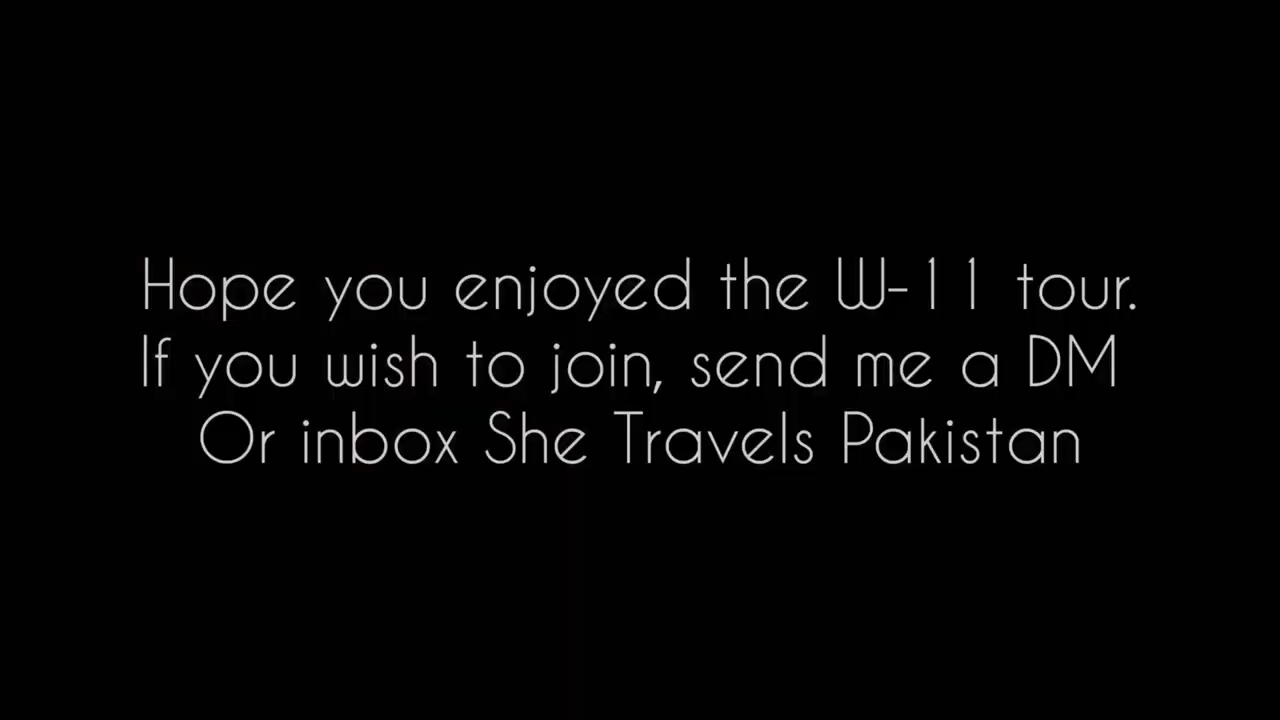 Hope you enjoyed the W-11 tour.
If you wish to join, send me a DM
Or inbox She Travels Pakistan